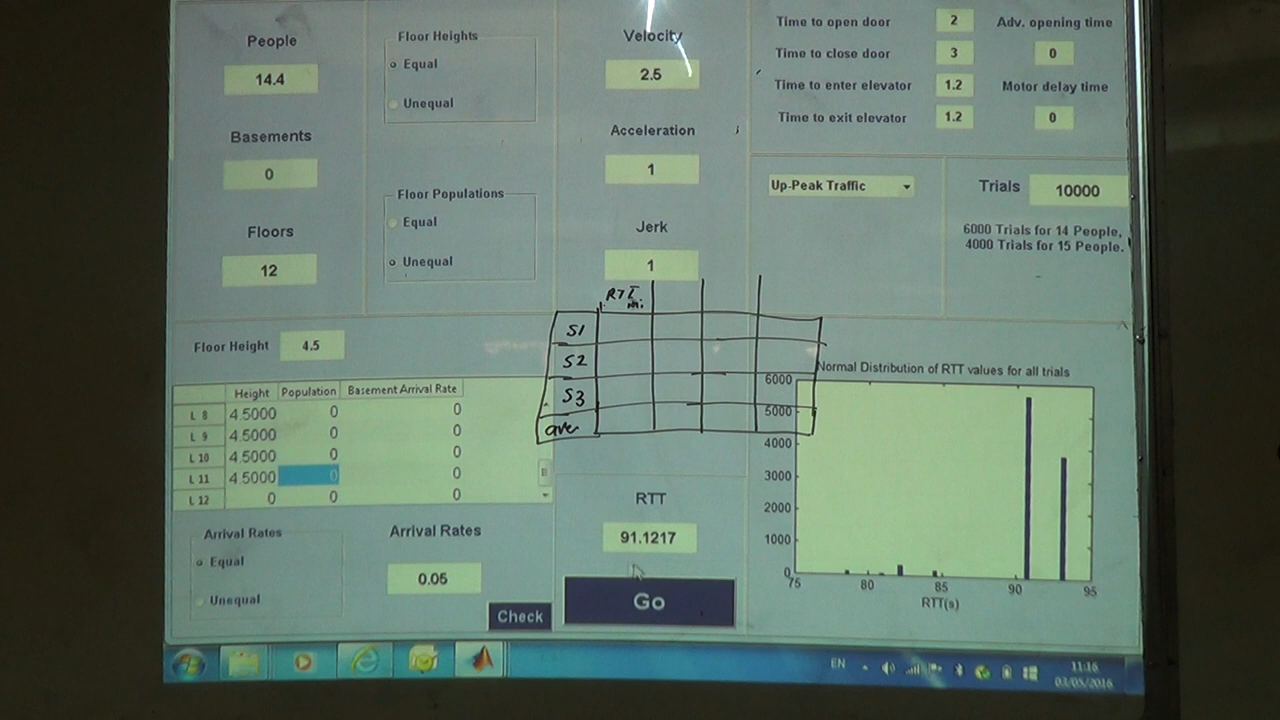 People
14.4
Basements
0
Floors
12
Floor Heights
Equal
Unequal
Floor Populations
Equal
Unequal
Velocity
2.5
Acceleration
1
Jerk
1
Time to open door 2
Time to close door 3
Time to enter elevator 1.2
Time to exit elevator 1.2
Adv. opening time
0
Motor delay time
0
Up-Peak Traffic
Trials 10000
6000 Trials for 14 People,
4000 Trials for 15 People.
Floor Height 4.5
Height Population Basement Arrival Rate
L 8 4.5000 0 0
L 9 4.5000 0 0
L 10 4.5000 0 0
L 11 4.5000 0 0
L 12 0 0 0
Arrival Rates
Equal
Unequal
Arrival Rates
0.05
Check
S1
S2
S3
ave
RTT
91.1217
Go
Normal Distribution of RTT values for all trials
6000
5000
4000
3000
2000
1000
0
75 80 85 90 95
RTT(s)
EN
11:16
03/05/2016